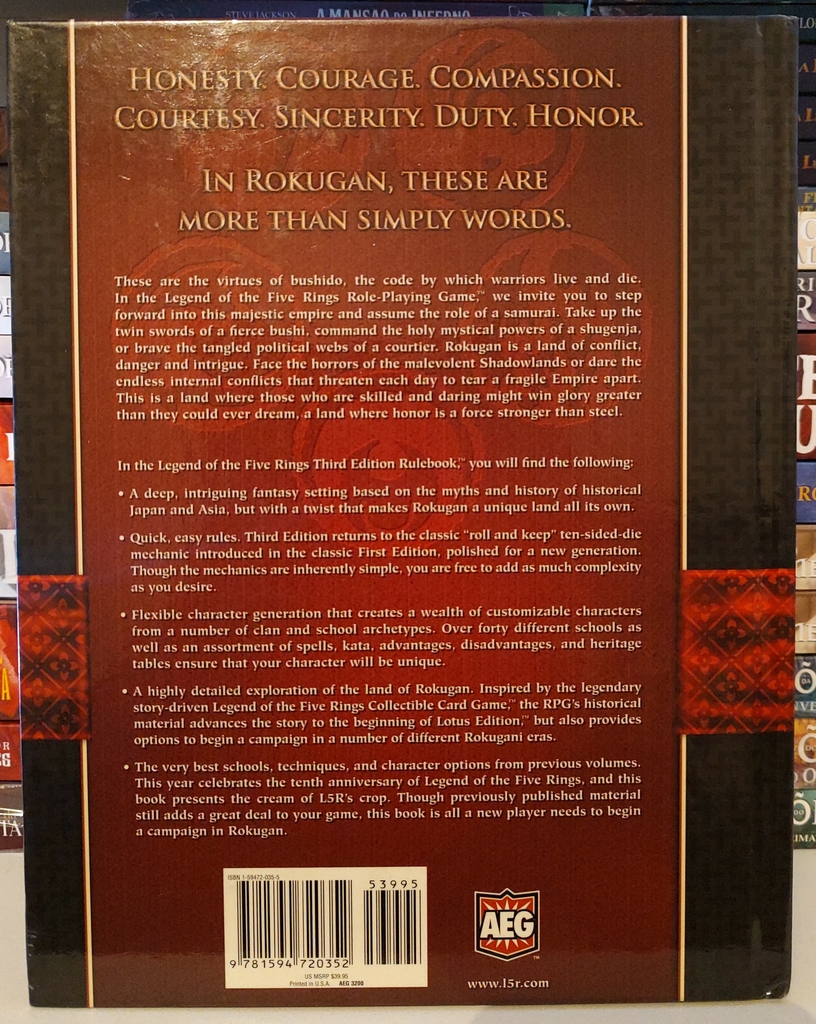 STEVE JACKSON A MANSÃO DO INFERNO
HONESTY. COURAGE. COMPASSION.
COURTESY. SINCERITY. DUTY. HONOR.
IN ROKUGAN, THESE ARE
MORE THAN SIMPLY WORDS.
These are the virtues of bushido, the code by which warriors live and die.
In the Legend of the Five Rings Role-Playing Game,™ we invite you to step
forward into this majestic empire and assume the role of a samurai. Take up the
twin swords of a fierce bushi, command the holy mystical powers of a shugenja,
or brave the tangled political webs of a courtier. Rokugan is a land of conflict,
danger and intrigue. Face the horrors of the malevolent Shadowlands or dare the
endless internal conflicts that threaten each day to tear a fragile Empire apart.
This is a land where those who are skilled and daring might win glory greater
than they could ever dream, a land where honor is a force stronger than steel.
In the Legend of the Five Rings Third Edition Rulebook,™ you will find the following:
• A deep, intriguing fantasy setting based on the myths and history of historical
Japan and Asia, but with a twist that makes Rokugan a unique land all its own.
• Quick, easy rules. Third Edition returns to the classic "roll and keep" ten-sided-die
mechanic introduced in the classic First Edition, polished for a new generation.
Though the mechanics are inherently simple, you are free to add as much complexity
as you desire.
• Flexible character generation that creates a wealth of customizable characters
from a number of clan and school archetypes. Over forty different schools as
well as an assortment of spells, kata, advantages, disadvantages, and heritage
tables ensure that your character will be unique.
• A highly detailed exploration of the land of Rokugan. Inspired by the legendary
story-driven Legend of the Five Rings Collectible Card Game,™ the RPG's historical
material advances the story to the beginning of Lotus Edition,™ but also provides
options to begin a campaign in a number of different Rokugani eras.
• The very best schools, techniques, and character options from previous volumes.
This year celebrates the tenth anniversary of Legend of the Five Rings, and this
book presents the cream of L5R's crop. Though previously published material
still adds a great deal to your game, this book is all a new player needs to begin
a campaign in Rokugan.
ISBN 1-59472-035-5
53995
9 781594 720352
US MSRP $39.95
Printed in U.S.A. AEG 3200
AEG™
www.l5r.com